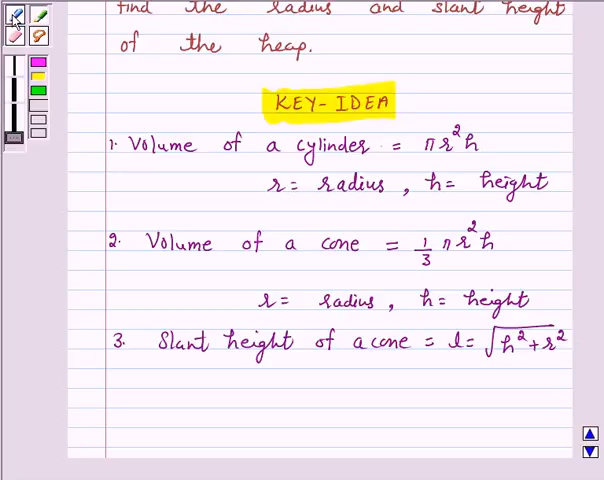 find the radius and slant height
of the heap.
KEY-IDEA
1. Volume of a cylinder = πr²h
r = radius, h = height
2. Volume of a cone = 1/3 πr²h
r = radius, h = height
3. Slant height of a cone = l = √h²+r²